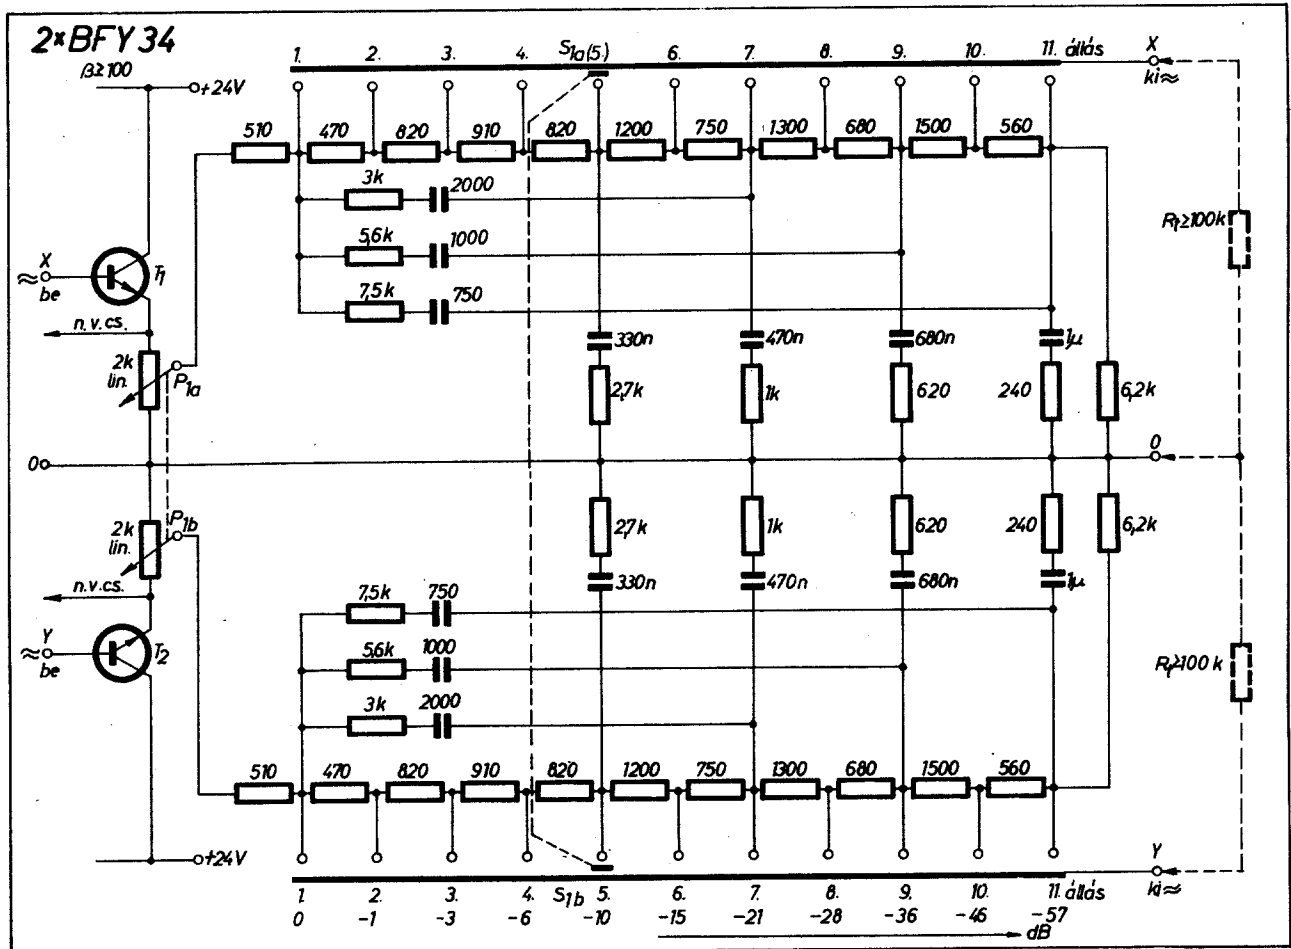 2×BFY34
β≥100
+24V
1. 2. 3. 4. S1a(5.) 6. 7. 8. 9. 10. 11. állás
X
ki≈
510 470 820 910 820 1200 750 1300 680 1500 560
3k 2000
5,6k 1000
7,5k 750
R1≥100k
X
≈
be
T1
n.v.cs.
2k
lin.
P1a
330n 470n 680n 1µ
2,7k 1k 620 240 6,2k
0
0
2k
lin.
P1b
2,7k 1k 620 240 6,2k
330n 470n 680n 1µ
n.v.cs.
Y
≈
be
T2
7,5k 750
5,6k 1000
3k 2000
R1≥100k
510 470 820 910 820 1200 750 1300 680 1500 560
+24V
Y
ki≈
1. 2. 3. 4. S1b 5. 6. 7. 8. 9. 10. 11. állás
0 -1 -3 -6 -10 -15 -21 -28 -36 -46 -57
dB